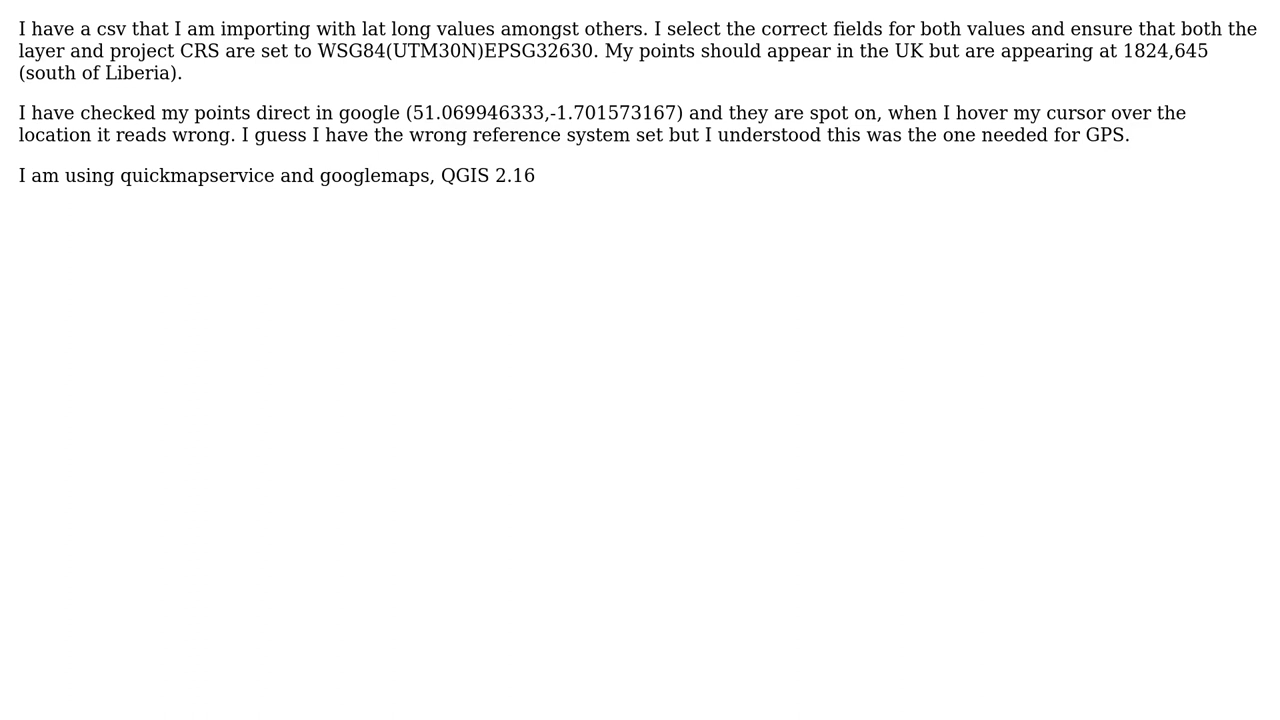 I have a csv that I am importing with lat long values amongst others. I select the correct fields for both values and ensure that both the
layer and project CRS are set to WSG84(UTM30N)EPSG32630. My points should appear in the UK but are appearing at 1824,645
(south of Liberia).
I have checked my points direct in google (51.069946333,-1.701573167) and they are spot on, when I hover my cursor over the
location it reads wrong. I guess I have the wrong reference system set but I understood this was the one needed for GPS.
I am using quickmapservice and googlemaps, QGIS 2.16